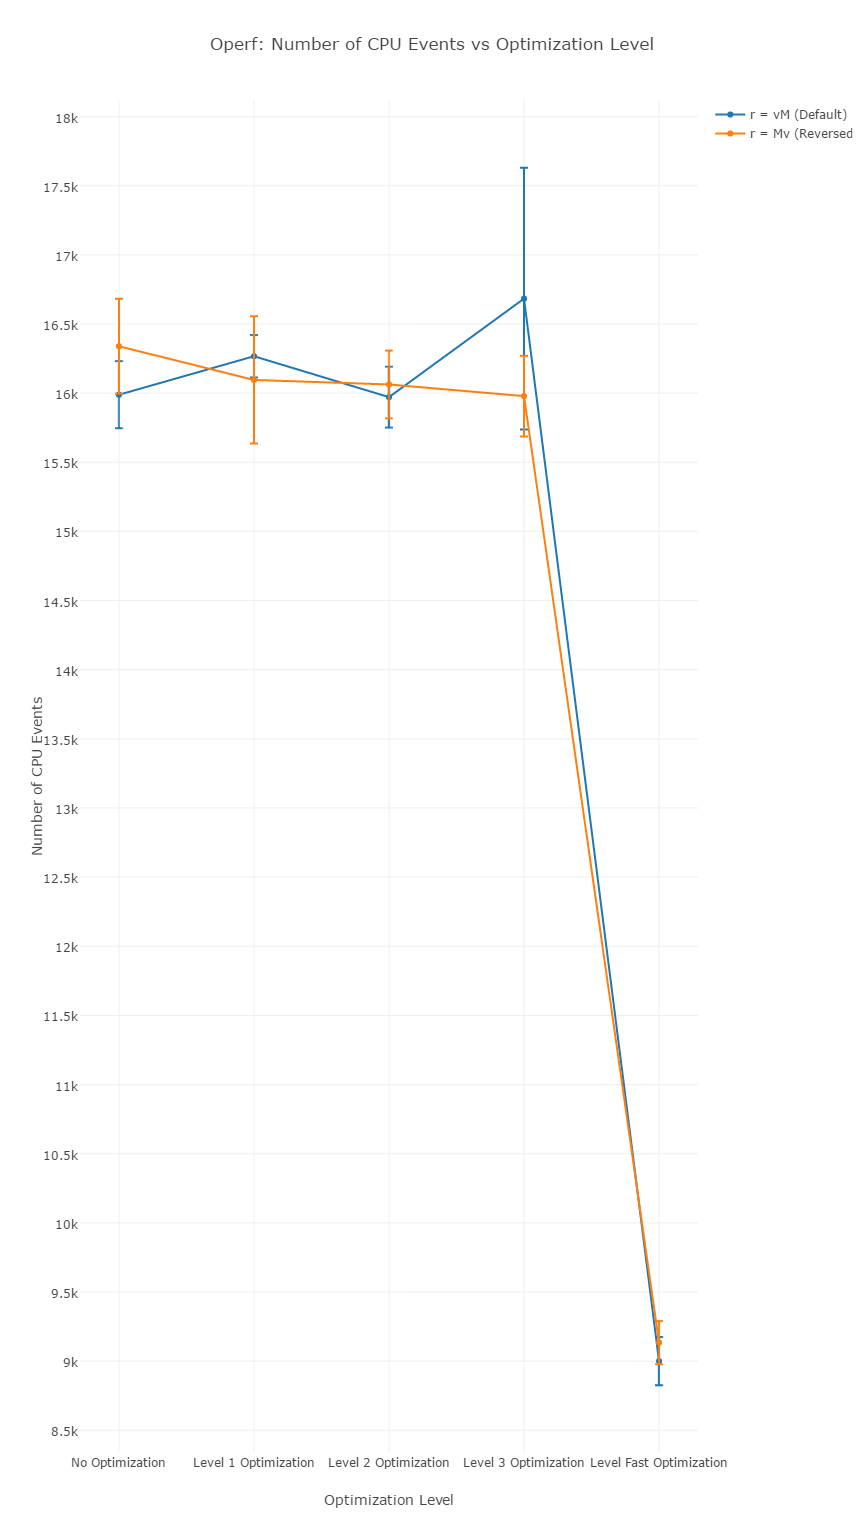 Operf: Number of CPU Events vs Optimization Level
r = vM (Default)
r = Mv (Reversed
18k
17.5k
17k
16.5k
16k
15.5k
15k
14.5k
14k
13.5k
13k
12.5k
12k
11.5k
11k
10.5k
10k
9.5k
9k
8.5k
Number of CPU Events
No Optimization
Level 1 Optimization
Level 2 Optimization
Level 3 Optimization
Level Fast Optimization
Optimization Level